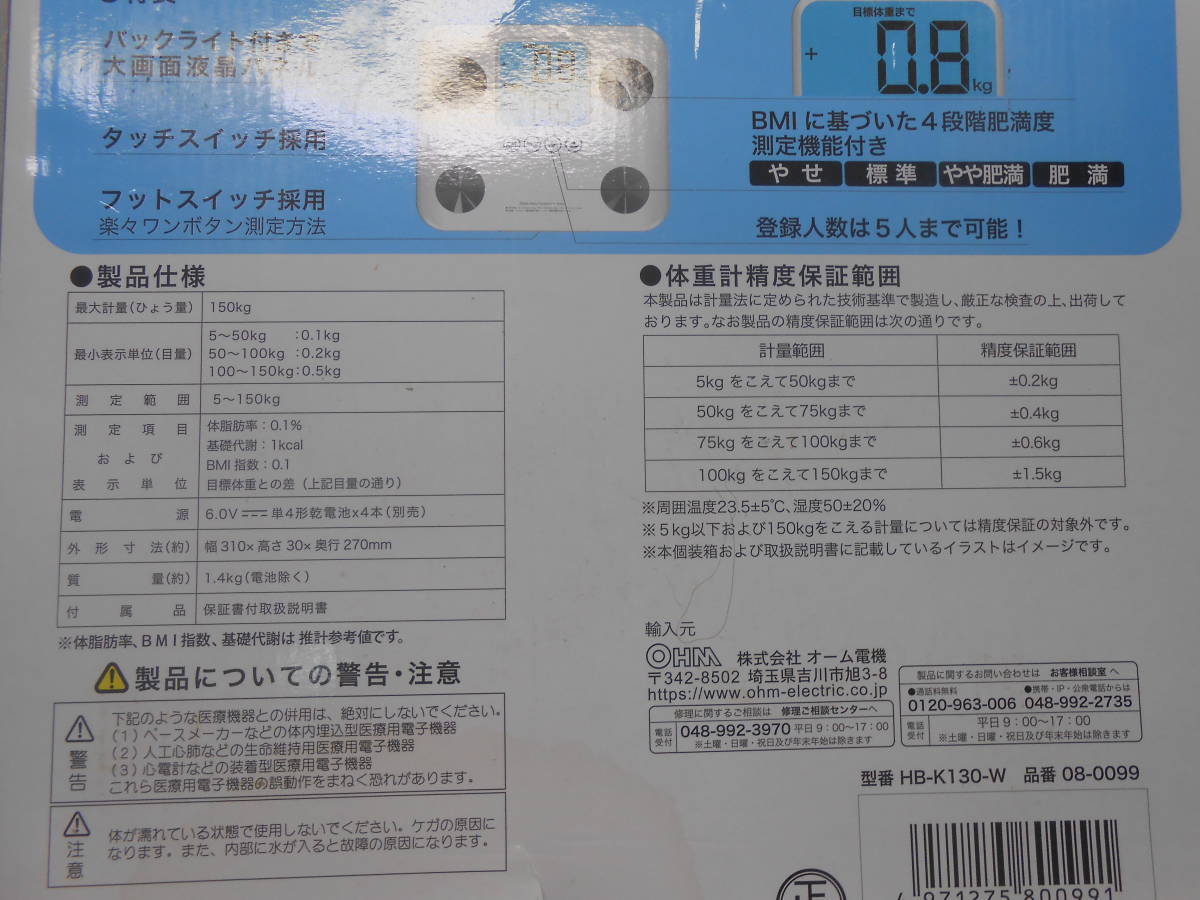 バックライト付きで
大画面液晶パネル
タッチスイッチ採用
フットスイッチ採用
楽々ワンボタン測定方法
目標体重まで
+ 0.8 kg
BMI に基づいた4段階肥満度
測定機能付き
やせ 標準 やや肥満 肥満
登録人数は5人まで可能！
●製品仕様
最大計量(ひょう量) 150kg
最小表示単位(目量) 5〜50kg :0.1kg
50〜100kg :0.2kg
100〜150kg:0.5kg
測定範囲 5〜150kg
測定項目および表示単位 体脂肪率：0.1%
基礎代謝：1kcal
BMI 指数：0.1
目標体重との差（上記目量の通り）
電源 6.0V 単4形乾電池x4本（別売）
外形寸法(約) 幅310×高さ30×奥行270mm
質量(約) 1.4kg(電池除く)
付属品 保証書付取扱説明書
※体脂肪率、BMI指数、基礎代謝は 推計参考値です。
⚠製品についての警告・注意
警告
下記のような医療機器との併用は、絶対にしないでください。
(1) ペースメーカーなどの体内埋込型医療用電子機器
(2) 人工心肺などの生命維持用医療用電子機器
(3) 心電計などの装着型医療用電子機器
これら医療用電子機器の誤動作をまねく恐れがあります。
注意
体が濡れている状態で使用しないでください。ケガの原因に
なります。また、内部に水が入ると故障の原因になります。
●体重計精度保証範囲
本製品は計量法に定められた技術基準で製造し、厳正な検査の上、出荷して
おります。なお製品の精度保証範囲は次の通りです。
計量範囲 精度保証範囲
5kg をこえて50kgまで ±0.2kg
50kg をこえて75kgまで ±0.4kg
75kg をこえて100kgまで ±0.6kg
100kg をこえて150kgまで ±1.5kg
※周囲温度23.5±5℃、湿度50±20%
※5kg以下および150kgをこえる計量については精度保証の対象外です。
※本個装箱および取扱説明書に記載しているイラストはイメージです。
輸入元
OHM 株式会社 オーム電機
〒342-8502 埼玉県吉川市旭3-8
https://www.ohm-electric.co.jp
修理に関するご相談は 修理ご相談センターへ
電話受付 048-992-3970 平日 9：00〜17：00
※土曜・日曜・祝日及び年末年始は除きます
製品に関するお問い合わせは お客様相談室 へ
●通話料無料 ●携帯・IP・公衆電話からは
0120-963-006 048-992-2735
電話受付 平日 9：00〜17：00
※土曜・日曜・祝日及び年末年始は除きます
型番 HB-K130-W 品番 08-0099
正
4 971275 800991